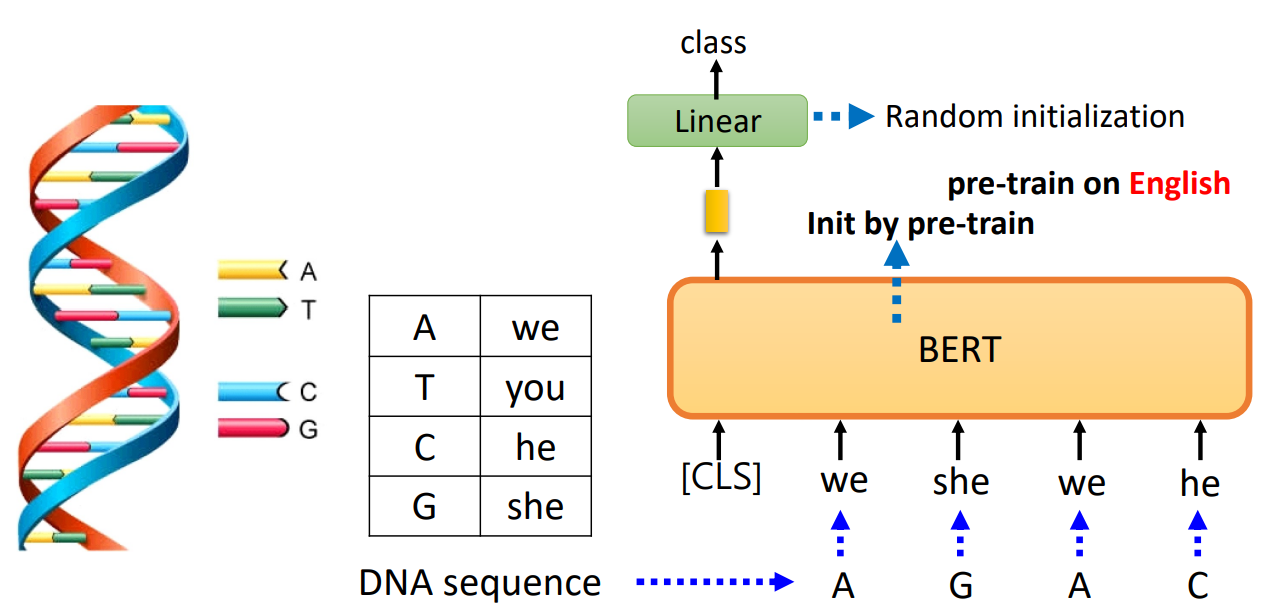 class
Linear
Random initialization
pre-train on English
Init by pre-train
BERT
[CLS] we she we he
A
T
C
G
A we
T you
C he
G she
DNA sequence A G A C